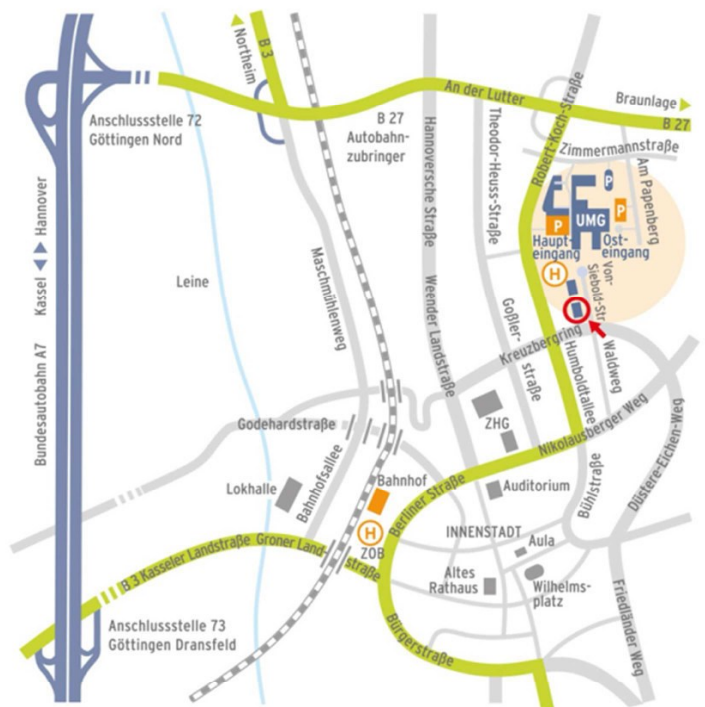 Northeim
B 3
An der Lutter
Robert-Koch-Straße
Braunlage
B 27
Anschlussstelle 72
Göttingen Nord
B 27
Autobahn-
zubringer
Hannoversche Straße
Theodor-Heuss-Straße
Zimmermannstraße
Am Papenberg
P
P
P
UMG
Haupt-
eingang
Ost-
eingang
H
Von-
Siebold-Str.
Kassel
Hannover
Leine
Maschmühlenweg
Weender Landstraße
Goßler-
straße
Kreuzbergring
Humboldtallee
Waldweg
Bundesautobahn A7
Godehardstraße
ZHG
Nikolausberger Weg
Düstere-Eichen-Weg
Lokhalle
Bahnhofsallee
Bahnhof
Berliner Straße
Auditorium
Bühlstraße
H
ZOB
INNENSTADT
Aula
B 3 Kasseler Landstraße
Groner Land-
straße
Altes
Rathaus
Wilhelms-
platz
Friedländer Weg
Anschlussstelle 73
Göttingen Dransfeld
Bürgerstraße